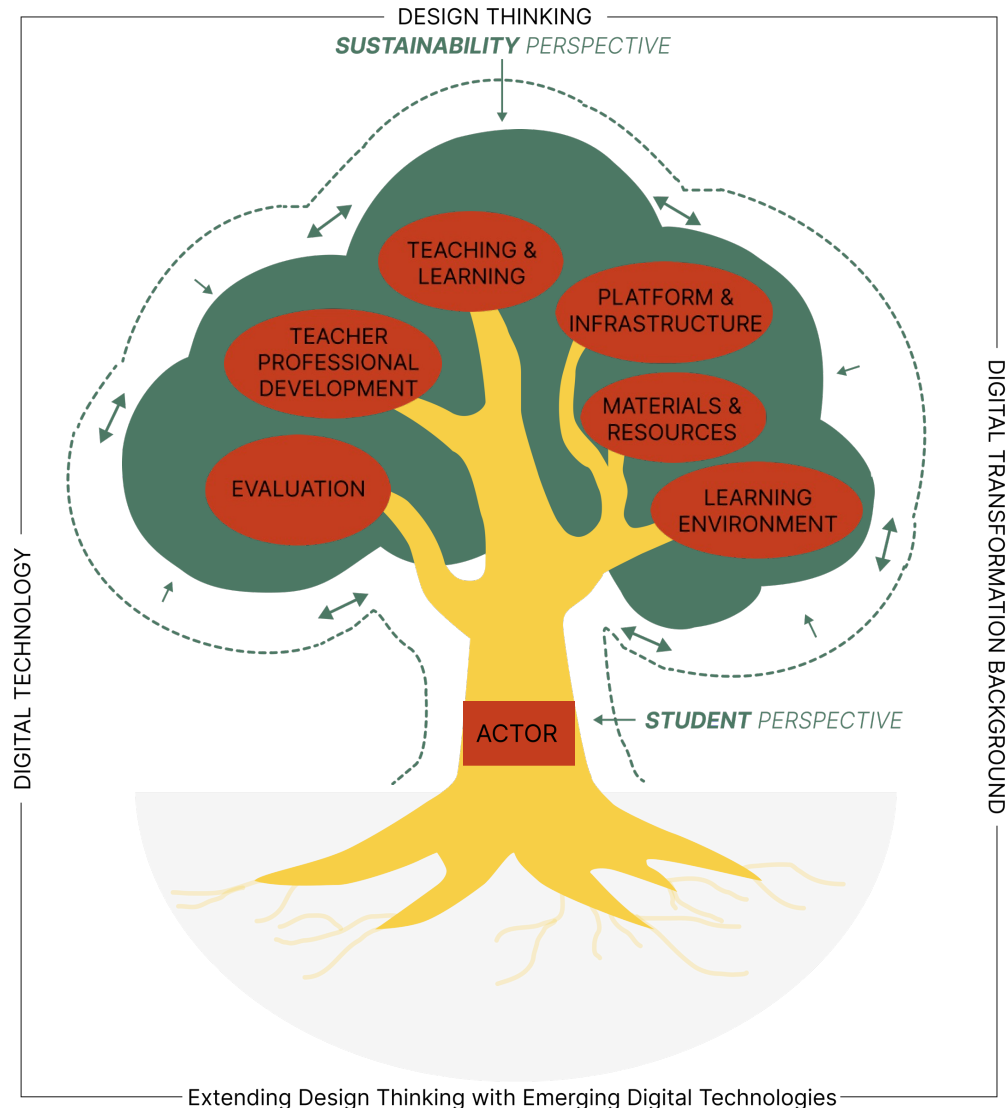 DESIGN THINKING
SUSTAINABILITY PERSPECTIVE
TEACHING &
LEARNING
PLATFORM &
INFRASTRUCTURE
TEACHER
PROFESSIONAL
DEVELOPMENT
MATERIALS &
RESOURCES
EVALUATION
LEARNING
ENVIRONMENT
DIGITAL TECHNOLOGY
DIGITAL TRANSFORMATION BACKGROUND
ACTOR
STUDENT PERSPECTIVE
Extending Design Thinking with Emerging Digital Technologies